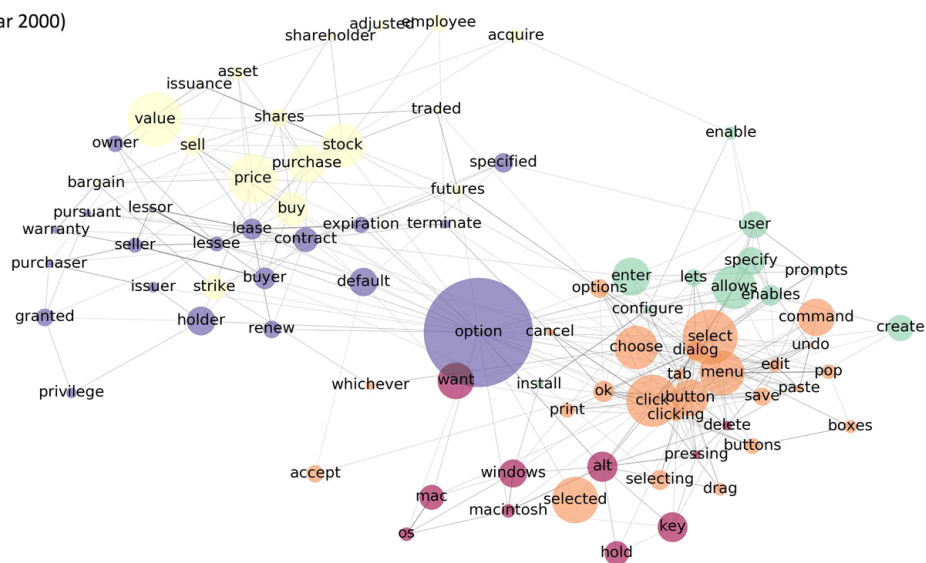 ar 2000)
adjusted
employee
shareholder
acquire
asset
issuance
traded
value
shares
enable
owner
sell
stock
purchase
specified
price
bargain
futures
buy
pursuant
lessor
user
warranty
lease
expiration
terminate
contract
seller
lessee
specify
purchaser
prompts
buyer
default
enter
lets
issuer
strike
options
allows
enables
configure
granted
holder
command
renew
option
cancel
select
create
choose
dialog
undo
tab
menu
edit
pop
want
whichever
install
ok
paste
privilege
click
button
save
print
clicking
delete
boxes
buttons
pressing
accept
windows
alt
selecting
drag
mac
selected
macintosh
os
key
hold